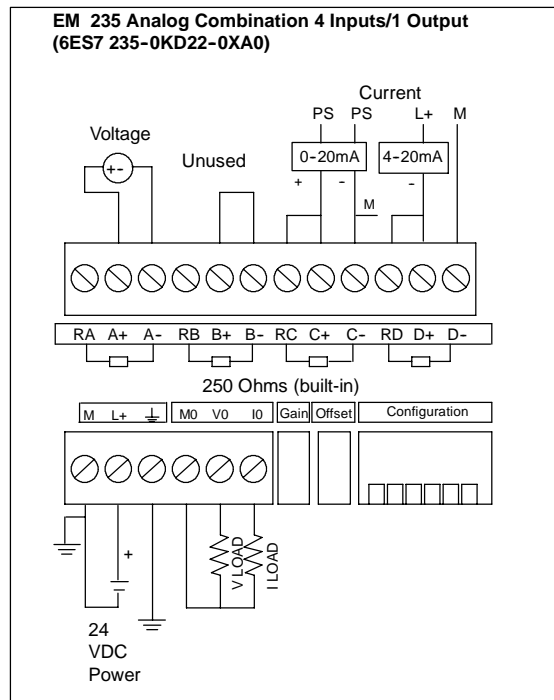 EM 235 Analog Combination 4 Inputs/1 Output
(6ES7 235-0KD22-0XA0)
Current
PS PS L+ M
Voltage
Unused
0-20mA 4-20mA
+-
+ - -
M
RA A+ A- RB B+ B- RC C+ C- RD D+ D-
250 Ohms (built-in)
M L+ M0 V0 I0 Gain Offset Configuration
+
V LOAD
I LOAD
24
VDC
Power